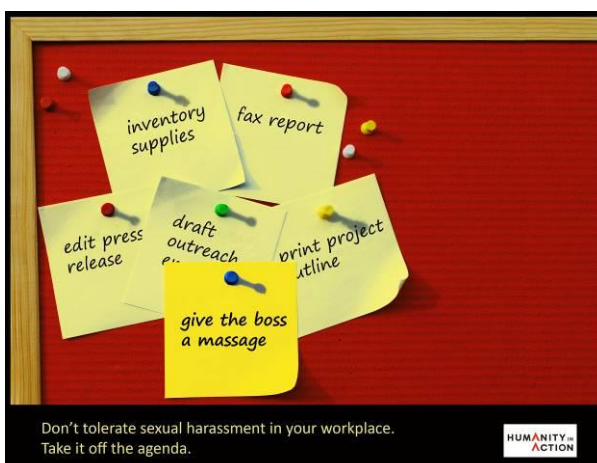 inventory
supplies
fax report
edit press
release
draft
outreach
print project
give the boss
a massage
Don't tolerate sexual harassment in your workplace.
Take it off the agenda.
HUMANITY IN
ACTION